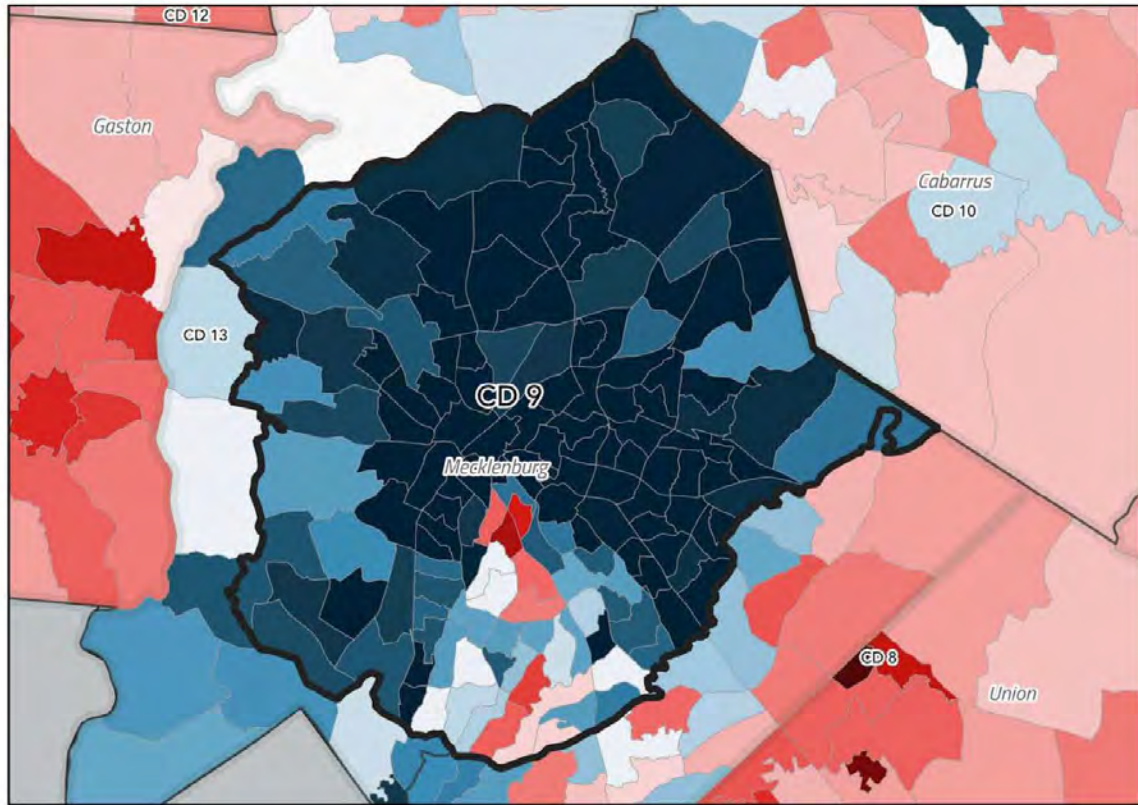 CD 12
Gaston
Cabarrus
CD 10
CD 13
CD 9
Mecklenburg
CD 8
Union